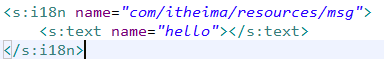 <s:i18n name="com/itheima/resources/msg">
    <s:text name="hello"></s:text>
</s:i18n>